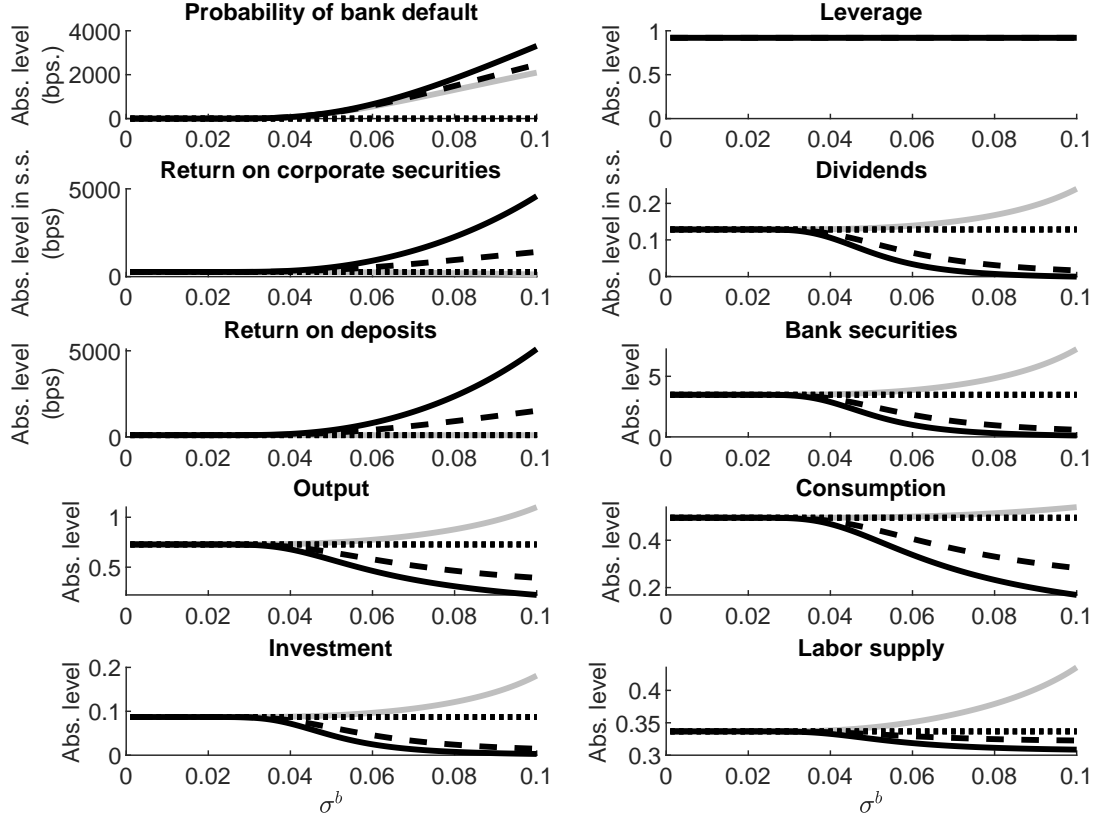 Probability of bank default
Abs. level
(bps.)
4000
2000
0
0 0.02 0.04 0.06 0.08 0.1
Leverage
Abs. level
1
0.5
0
0 0.02 0.04 0.06 0.08 0.1
Return on corporate securities
Abs. level in s.s.
(bps)
5000
0
0 0.02 0.04 0.06 0.08 0.1
Dividends
Abs. level in s.s.
0.2
0.1
0
0 0.02 0.04 0.06 0.08 0.1
Return on deposits
Abs. level
(bps)
5000
0
0 0.02 0.04 0.06 0.08 0.1
Bank securities
Abs. level
5
0
0 0.02 0.04 0.06 0.08 0.1
Output
Abs. level
1
0.5
0 0.02 0.04 0.06 0.08 0.1
Consumption
Abs. level
0.4
0.2
0 0.02 0.04 0.06 0.08 0.1
Investment
Abs. level
0.2
0.1
0
0 0.02 0.04 0.06 0.08 0.1
σᵇ
Labor supply
Abs. level
0.4
0.35
0.3
0 0.02 0.04 0.06 0.08 0.1
σᵇ